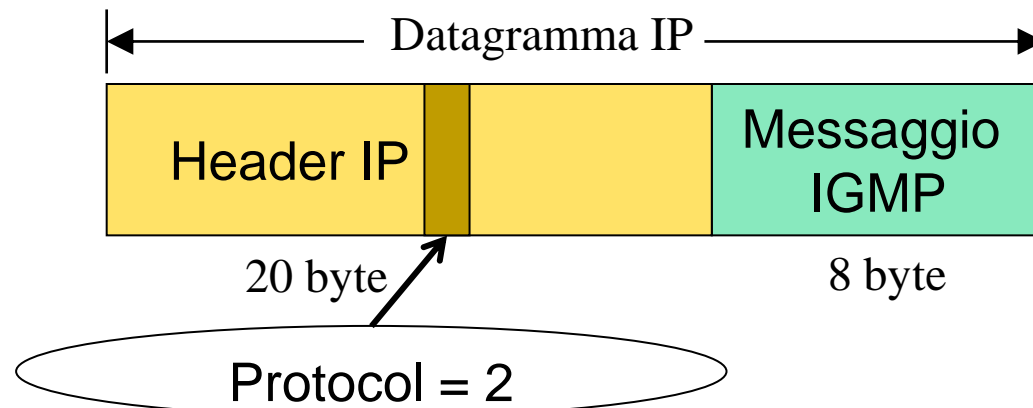 Datagramma IP
Header IP
Messaggio
IGMP
20 byte
8 byte
Protocol = 2